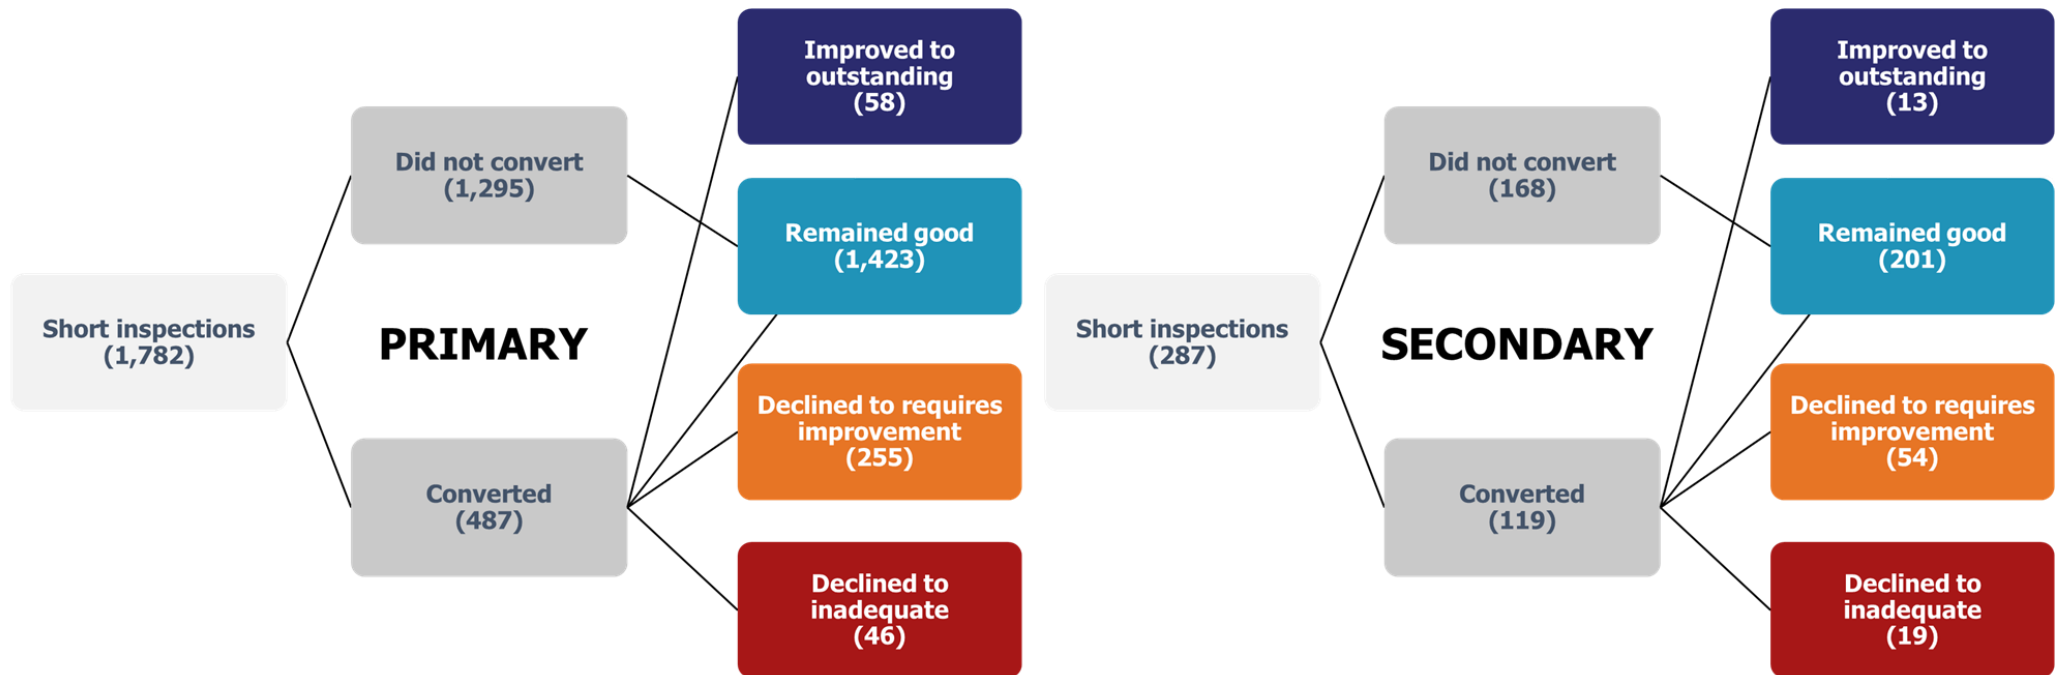 Short inspections
(1,782)
Did not convert
(1,295)
PRIMARY
Converted
(487)
Improved to
outstanding
(58)
Remained good
(1,423)
Declined to requires
improvement
(255)
Declined to
inadequate
(46)
Short inspections
(287)
Did not convert
(168)
SECONDARY
Converted
(119)
Improved to
outstanding
(13)
Remained good
(201)
Declined to requires
improvement
(54)
Declined to
inadequate
(19)